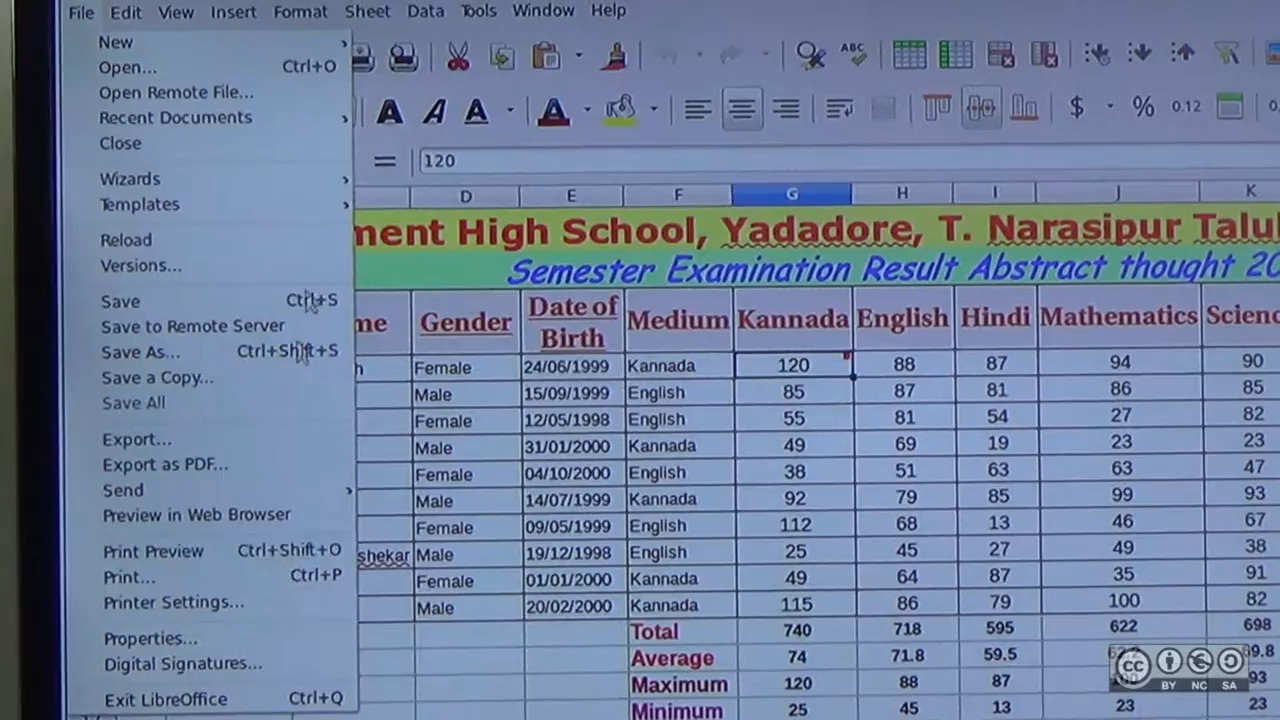 File Edit View Insert Format Sheet Data Tools Window Help
New
Open... Ctrl+O
Open Remote File...
Recent Documents
Close
Wizards
Templates
Reload
Versions...
Save Ctrl+S
Save to Remote Server
Save As... Ctrl+Shift+S
Save a Copy...
Save All
Export...
Export as PDF...
Send
Preview in Web Browser
Print Preview Ctrl+Shift+O
Print... Ctrl+P
Printer Settings...
Properties...
Digital Signatures...
Exit LibreOffice Ctrl+Q
ABC
A A A A $ % 0.12
= 120
D E F G H I J K
ment High School, Yadadore, T. Narasipur Talu
Semester Examination Result Abstract thought 20
me Gender Date of Birth Medium Kannada English Hindi Mathematics Scienc
h Female 24/06/1999 Kannada 120 88 87 94 90
Male 15/09/1999 English 85 87 81 86 85
Female 12/05/1998 English 55 81 54 27 82
Male 31/01/2000 Kannada 49 69 19 23 23
Female 04/10/2000 English 38 51 63 63 47
Male 14/07/1999 Kannada 92 79 85 99 93
Female 09/05/1999 English 112 68 13 46 67
shekar Male 19/12/1998 English 25 45 27 49 38
Female 01/01/2000 Kannada 49 64 87 35 91
Male 20/02/2000 Kannada 115 86 79 100 82
Total 740 718 595 622 698
Average 74 71.8 59.5 69.8
Maximum 120 88 87 93
Minimum 25 45 13 23 23
cc BY NC SA